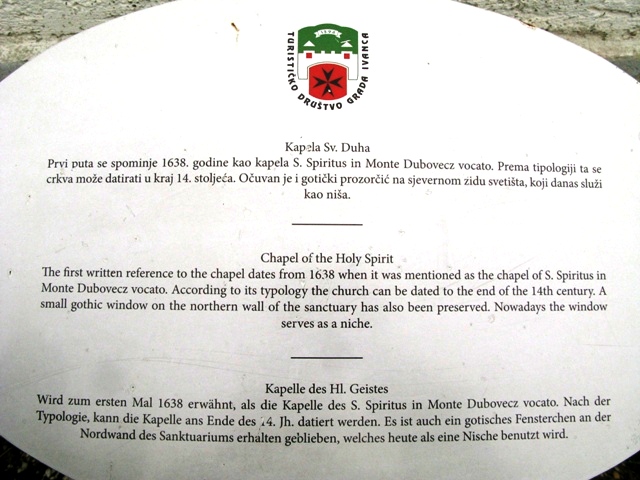 TURISTIČKO DRUŠTVO GRADA IVANCA
Kapela Sv. Duha
Prvi puta se spominje 1638. godine kao kapela S. Spiritus in Monte Dubovecz vocato. Prema tipologiji ta se
crkva može datirati u kraj 14. stoljeća. Očuvan je i gotički prozorčić na sjevernom zidu svetišta, koji danas služi
kao niša.
Chapel of the Holy Spirit
The first written reference to the chapel dates from 1638 when it was mentioned as the chapel of S. Spiritus in
Monte Dubovecz vocato. According to its typology the church can be dated to the end of the 14th century. A
small gothic window on the northern wall of the sanctuary has also been preserved. Nowadays the window
serves as a niche.
Kapelle des Hl. Geistes
Wird zum ersten Mal 1638 erwähnt, als die Kapelle des S. Spiritus in Monte Dubovecz vocato. Nach der
Typologie, kann die Kapelle ans Ende des 14. Jh. datiert werden. Es ist auch ein gotisches Fensterchen an der
Nordwand des Sanktuariums erhalten geblieben, welches heute als eine Nische benutzt wird.